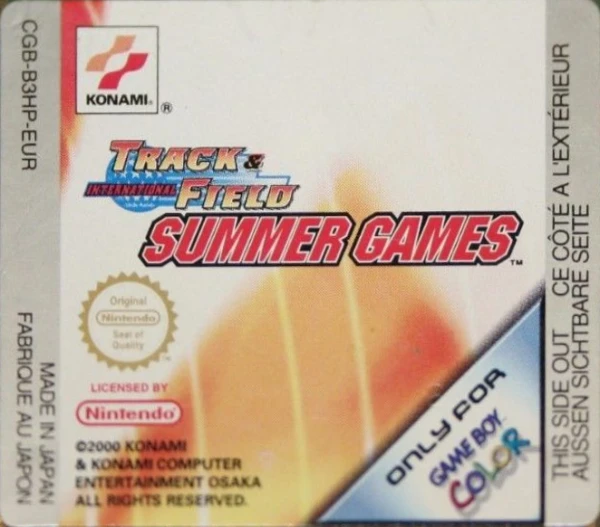 CGB-B3HP-EUR
KONAMI®
TRACK &
INTERNATIONAL
FIELD
SUMMER GAMES™
Original
Nintendo
Seal of
Quality
TM
LICENSED BY
Nintendo®
©2000 KONAMI
& KONAMI COMPUTER
ENTERTAINMENT OSAKA
ALL RIGHTS RESERVED.
ONLY FOR
GAME BOY
COLOR
MADE IN JAPAN
FABRIQUE AU JAPON
THIS SIDE OUT CE CÔTÉ A L'EXTÉRIEUR
AUSSEN SICHTBARE SEITE